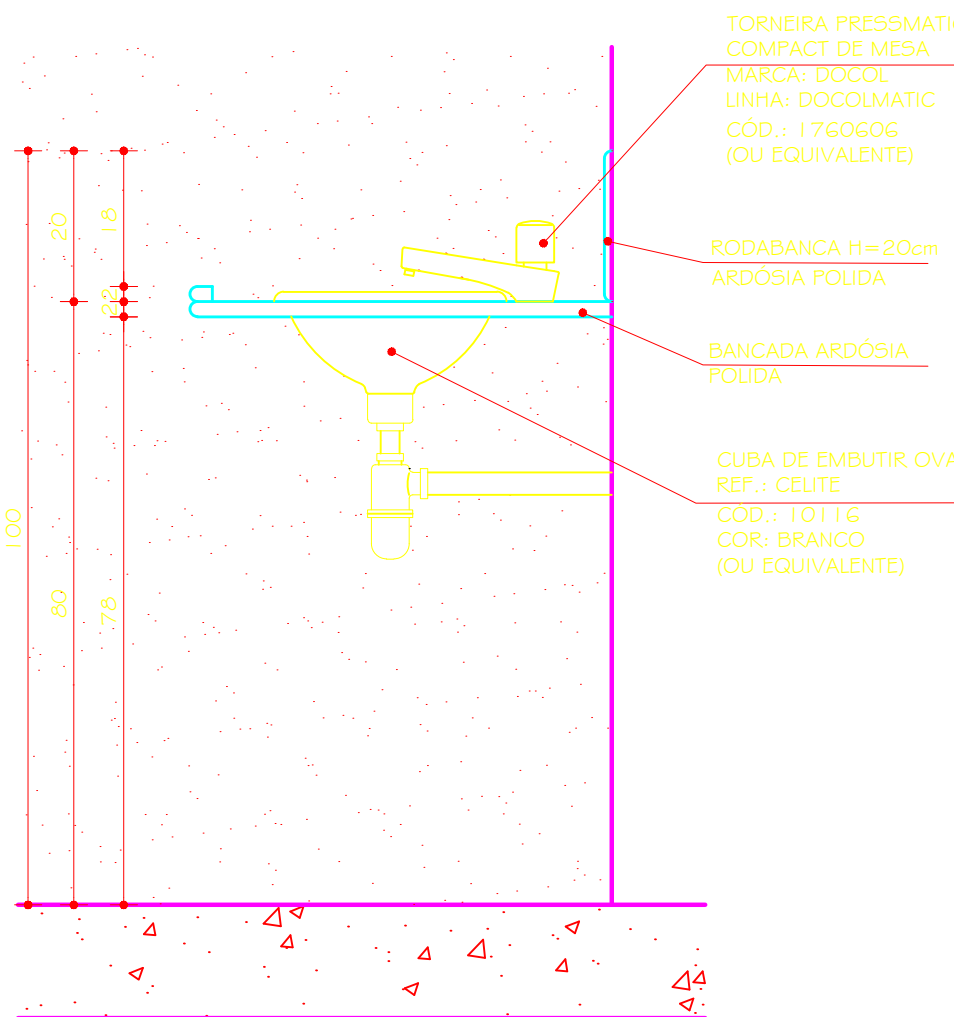 TORNEIRA PRESSMATI
COMPACT DE MESA
MARCA: DOCOL
LINHA: DOCOLMATIC
CÓD.: 1760606
(OU EQUIVALENTE)
RODABANCA H=20cm
ARDÓSIA POLIDA
BANCADA ARDÓSIA
POLIDA
CUBA DE EMBUTIR OVA
REF.: CELITE
CÓD.: 10116
COR: BRANCO
(OU EQUIVALENTE)
20
18
2
2
100
80
78